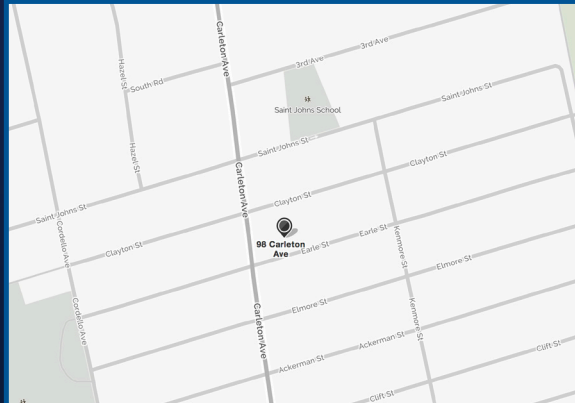 Carleton Ave
3rd Ave
3rd Ave
Hazel St
South Rd
Saint Johns School
Saint Johns St
Hazel St
Saint Johns St
Clayton St
Carleton Ave
Clayton St
Saint Johns St
Cordello Ave
Clayton St
98 Carleton
Ave
Earle St
Earle St
Kenmore St
Elmore St
Elmore St
Cordello Ave
Carleton Ave
Kenmore St
Ackerman St
Ackerman St
Clift St
Clift St